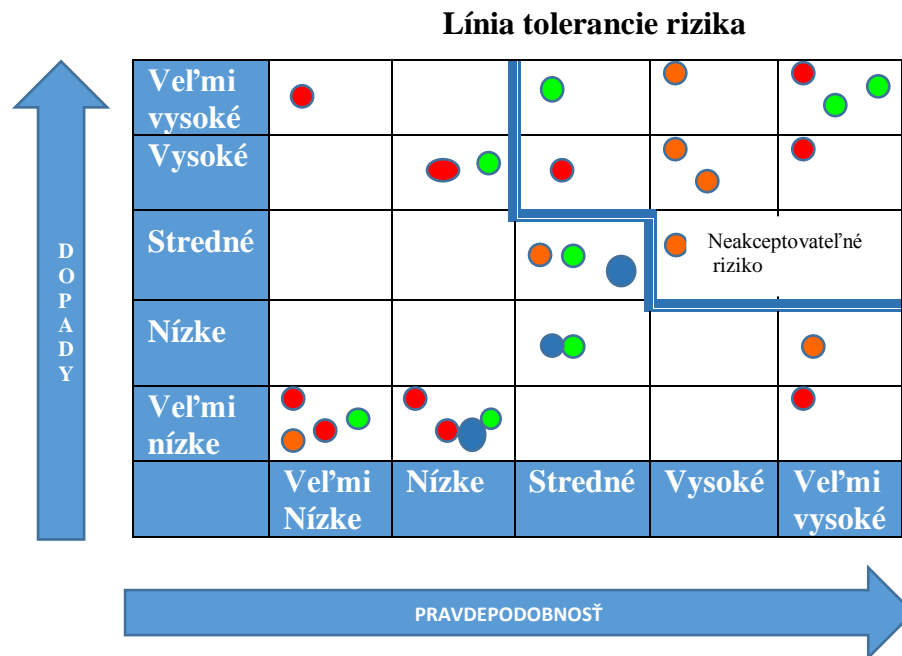 Línia tolerancie rizika
Veľmi
vysoké
Vysoké
Stredné
Neakceptovateľné
riziko
DOPADY
Nízke
Veľmi
nízke
Veľmi
Nízke
Nízke
Stredné
Vysoké
Veľmi
vysoké
PRAVDEPODOBNOSŤ